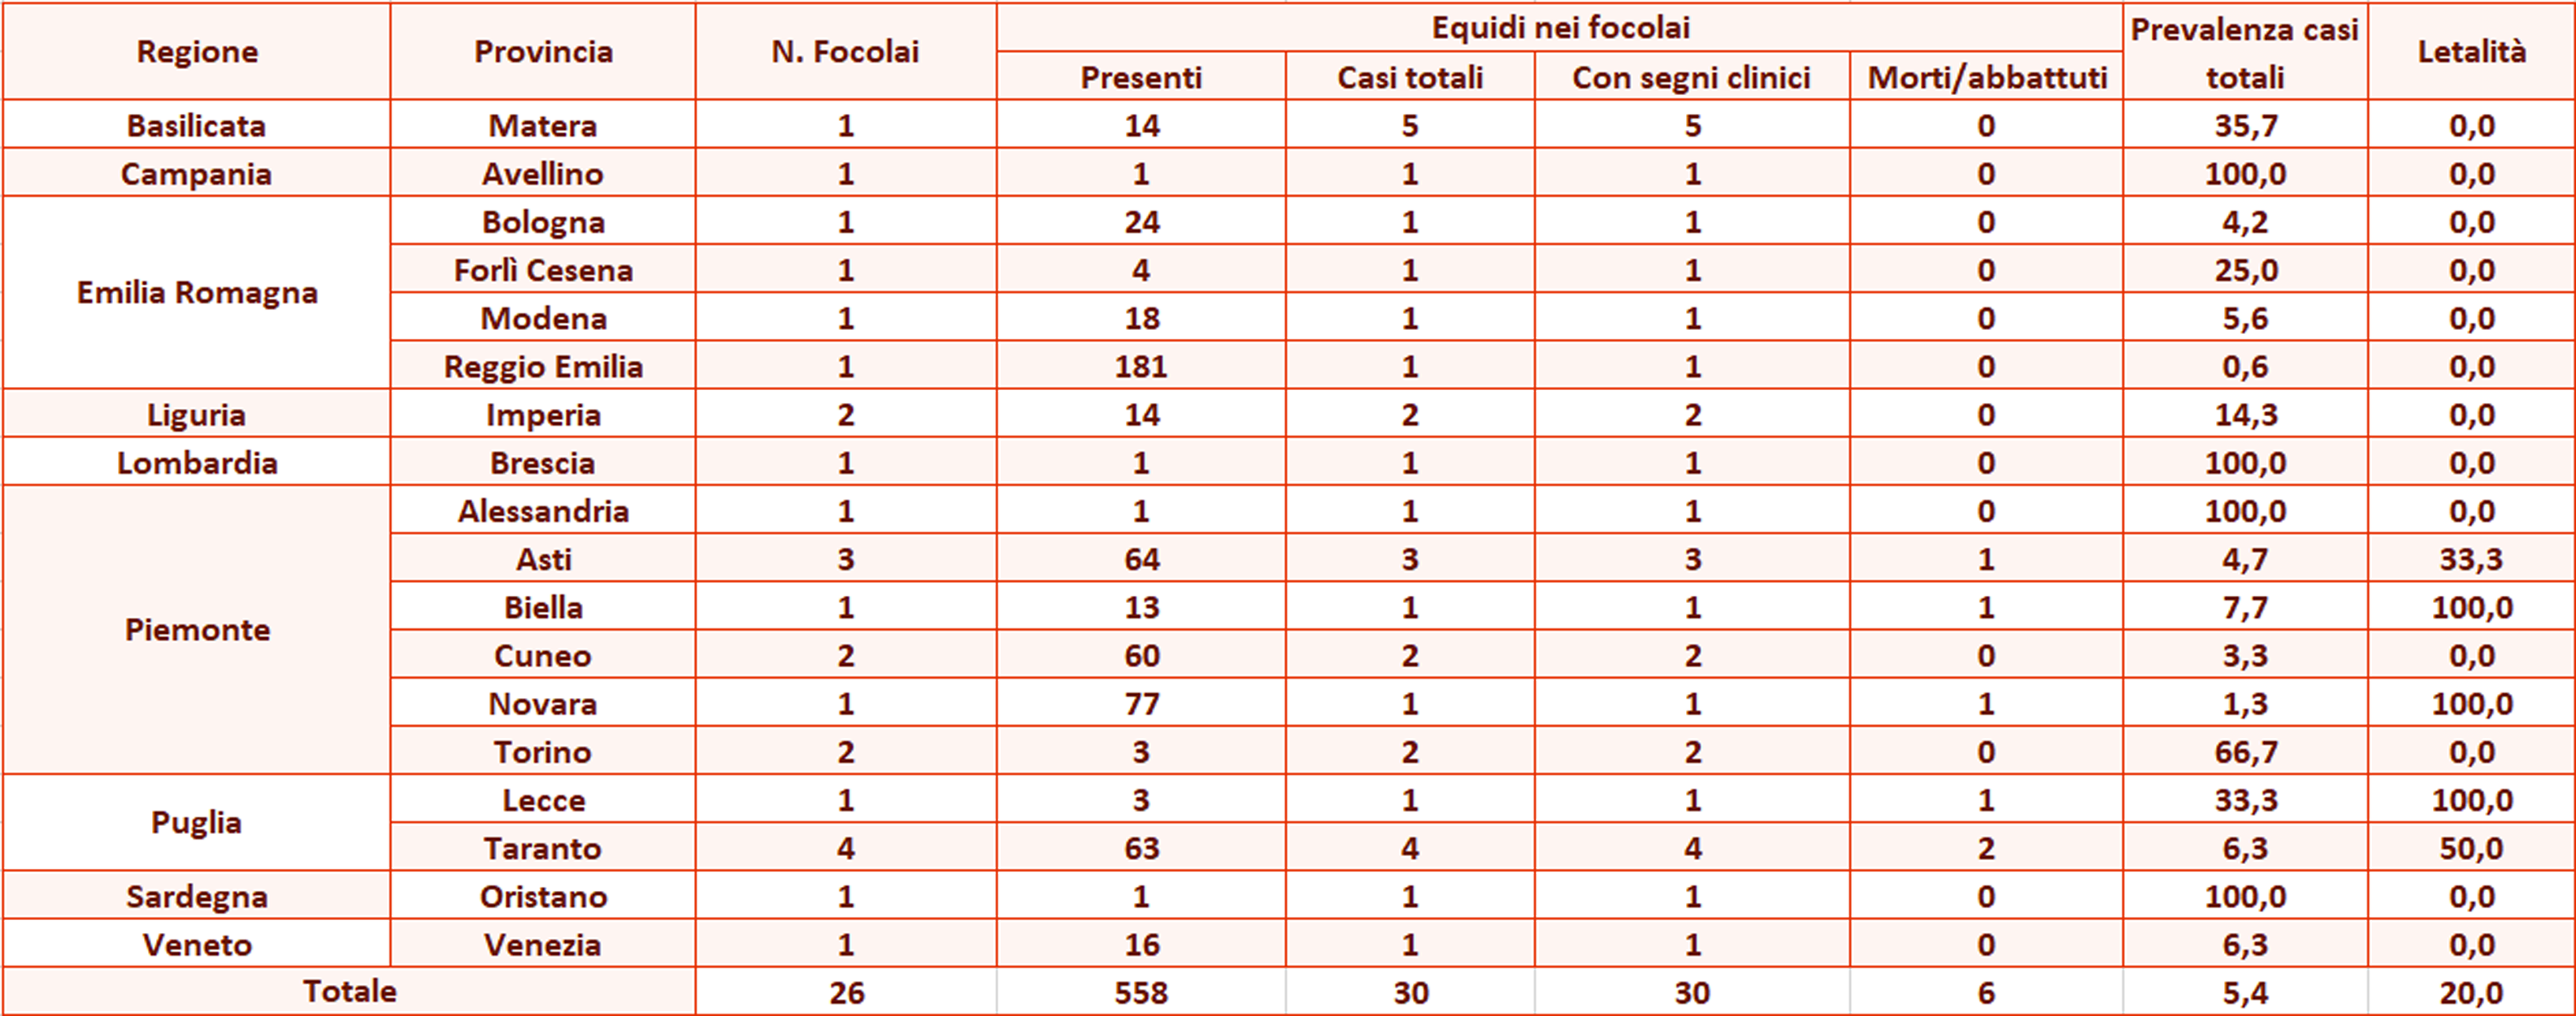 Regione Provincia N. Focolai Equidi nei focolai Prevalenza casi totali Letalità
Presenti Casi totali Con segni clinici Morti/abbattuti
Basilicata Matera 1 14 5 5 0 35,7 0,0
Campania Avellino 1 1 1 1 0 100,0 0,0
Emilia Romagna Bologna 1 24 1 1 0 4,2 0,0
Forlì Cesena 1 4 1 1 0 25,0 0,0
Modena 1 18 1 1 0 5,6 0,0
Reggio Emilia 1 181 1 1 0 0,6 0,0
Liguria Imperia 2 14 2 2 0 14,3 0,0
Lombardia Brescia 1 1 1 1 0 100,0 0,0
Piemonte Alessandria 1 1 1 1 0 100,0 0,0
Asti 3 64 3 3 1 4,7 33,3
Biella 1 13 1 1 1 7,7 100,0
Cuneo 2 60 2 2 0 3,3 0,0
Novara 1 77 1 1 1 1,3 100,0
Torino 2 3 2 2 0 66,7 0,0
Puglia Lecce 1 3 1 1 1 33,3 100,0
Taranto 4 63 4 4 2 6,3 50,0
Sardegna Oristano 1 1 1 1 0 100,0 0,0
Veneto Venezia 1 16 1 1 0 6,3 0,0
Totale 26 558 30 30 6 5,4 20,0